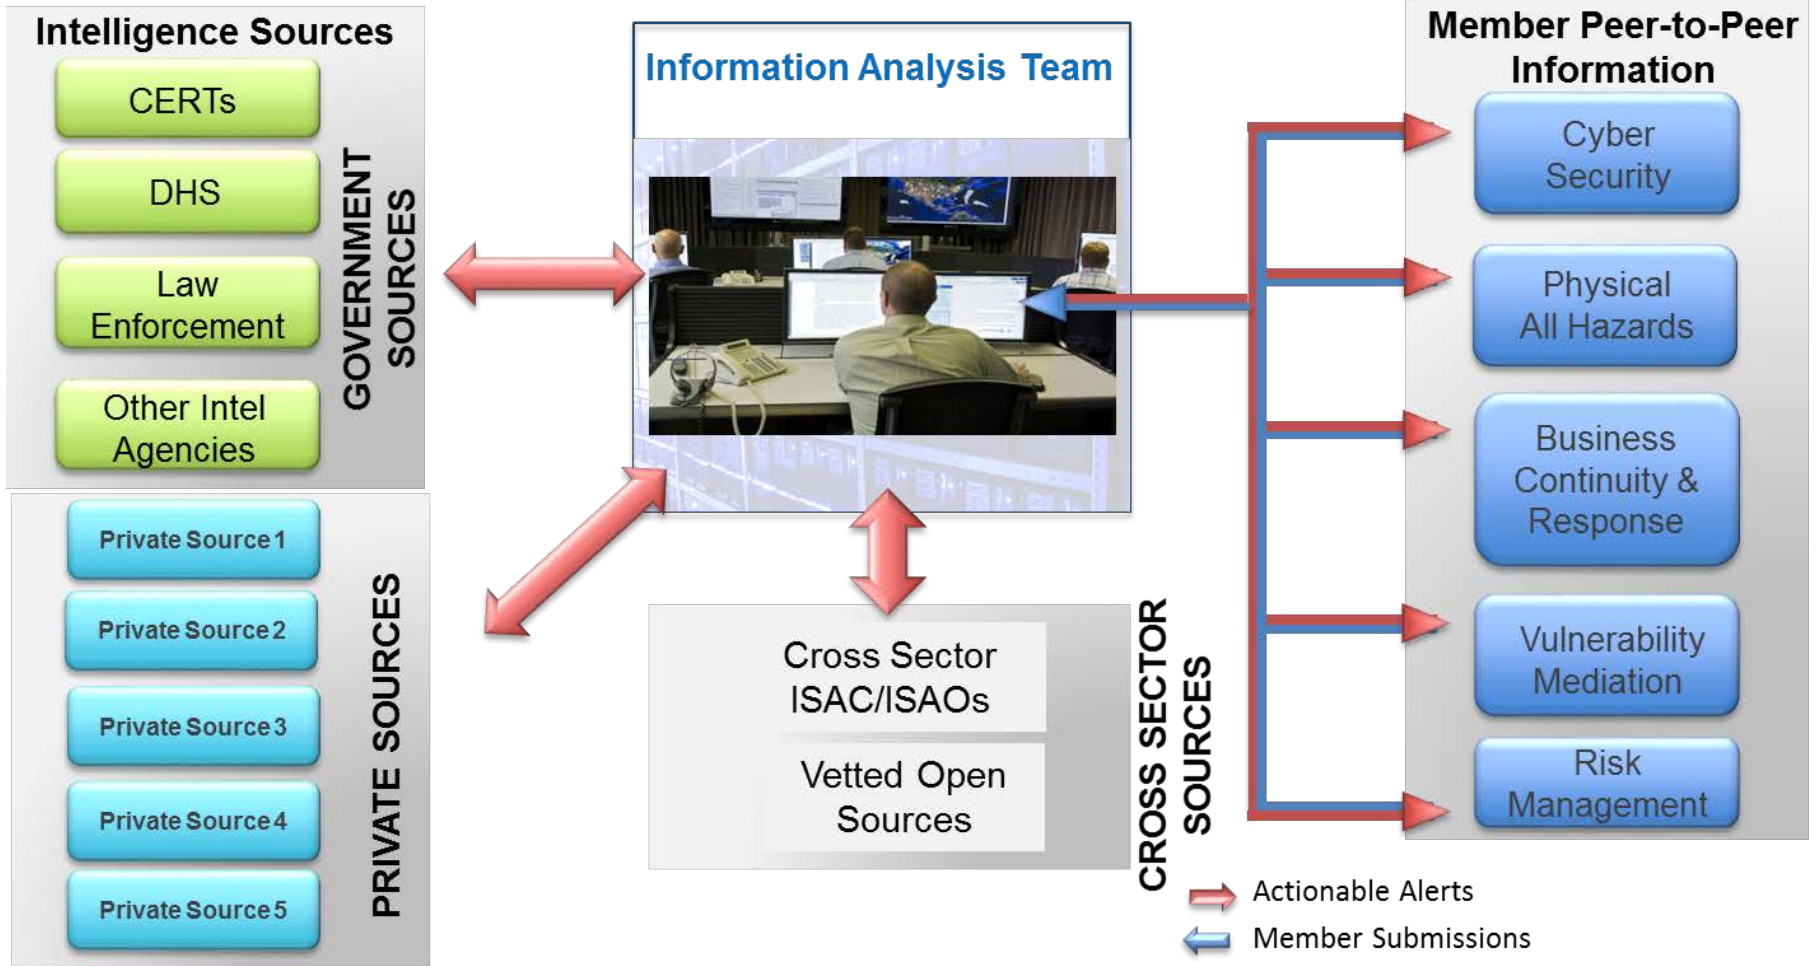 Intelligence Sources
CERTs
DHS
Law
Enforcement
Other Intel
Agencies
GOVERNMENT
SOURCES
Private Source 1
Private Source 2
Private Source 3
Private Source 4
Private Source 5
PRIVATE SOURCES
Information Analysis Team
Cross Sector
ISAC/ISAOs
Vetted Open
Sources
CROSS SECTOR
SOURCES
Member Peer-to-Peer
Information
Cyber
Security
Physical
All Hazards
Business
Continuity &
Response
Vulnerability
Mediation
Risk
Management
Actionable Alerts
Member Submissions